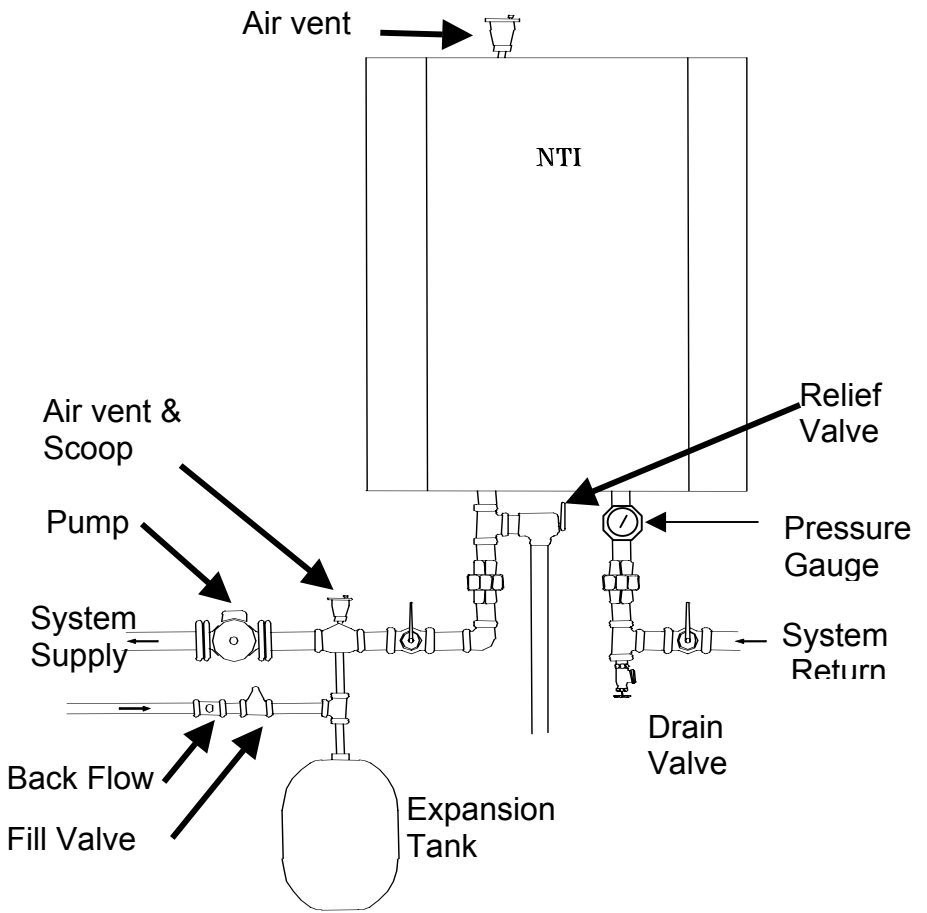 Air vent
NTI
Relief
Valve
Air vent &
Scoop
Pump
Pressure
Gauge
System
Supply
System
Return
Drain
Valve
Back Flow
Fill Valve
Expansion
Tank